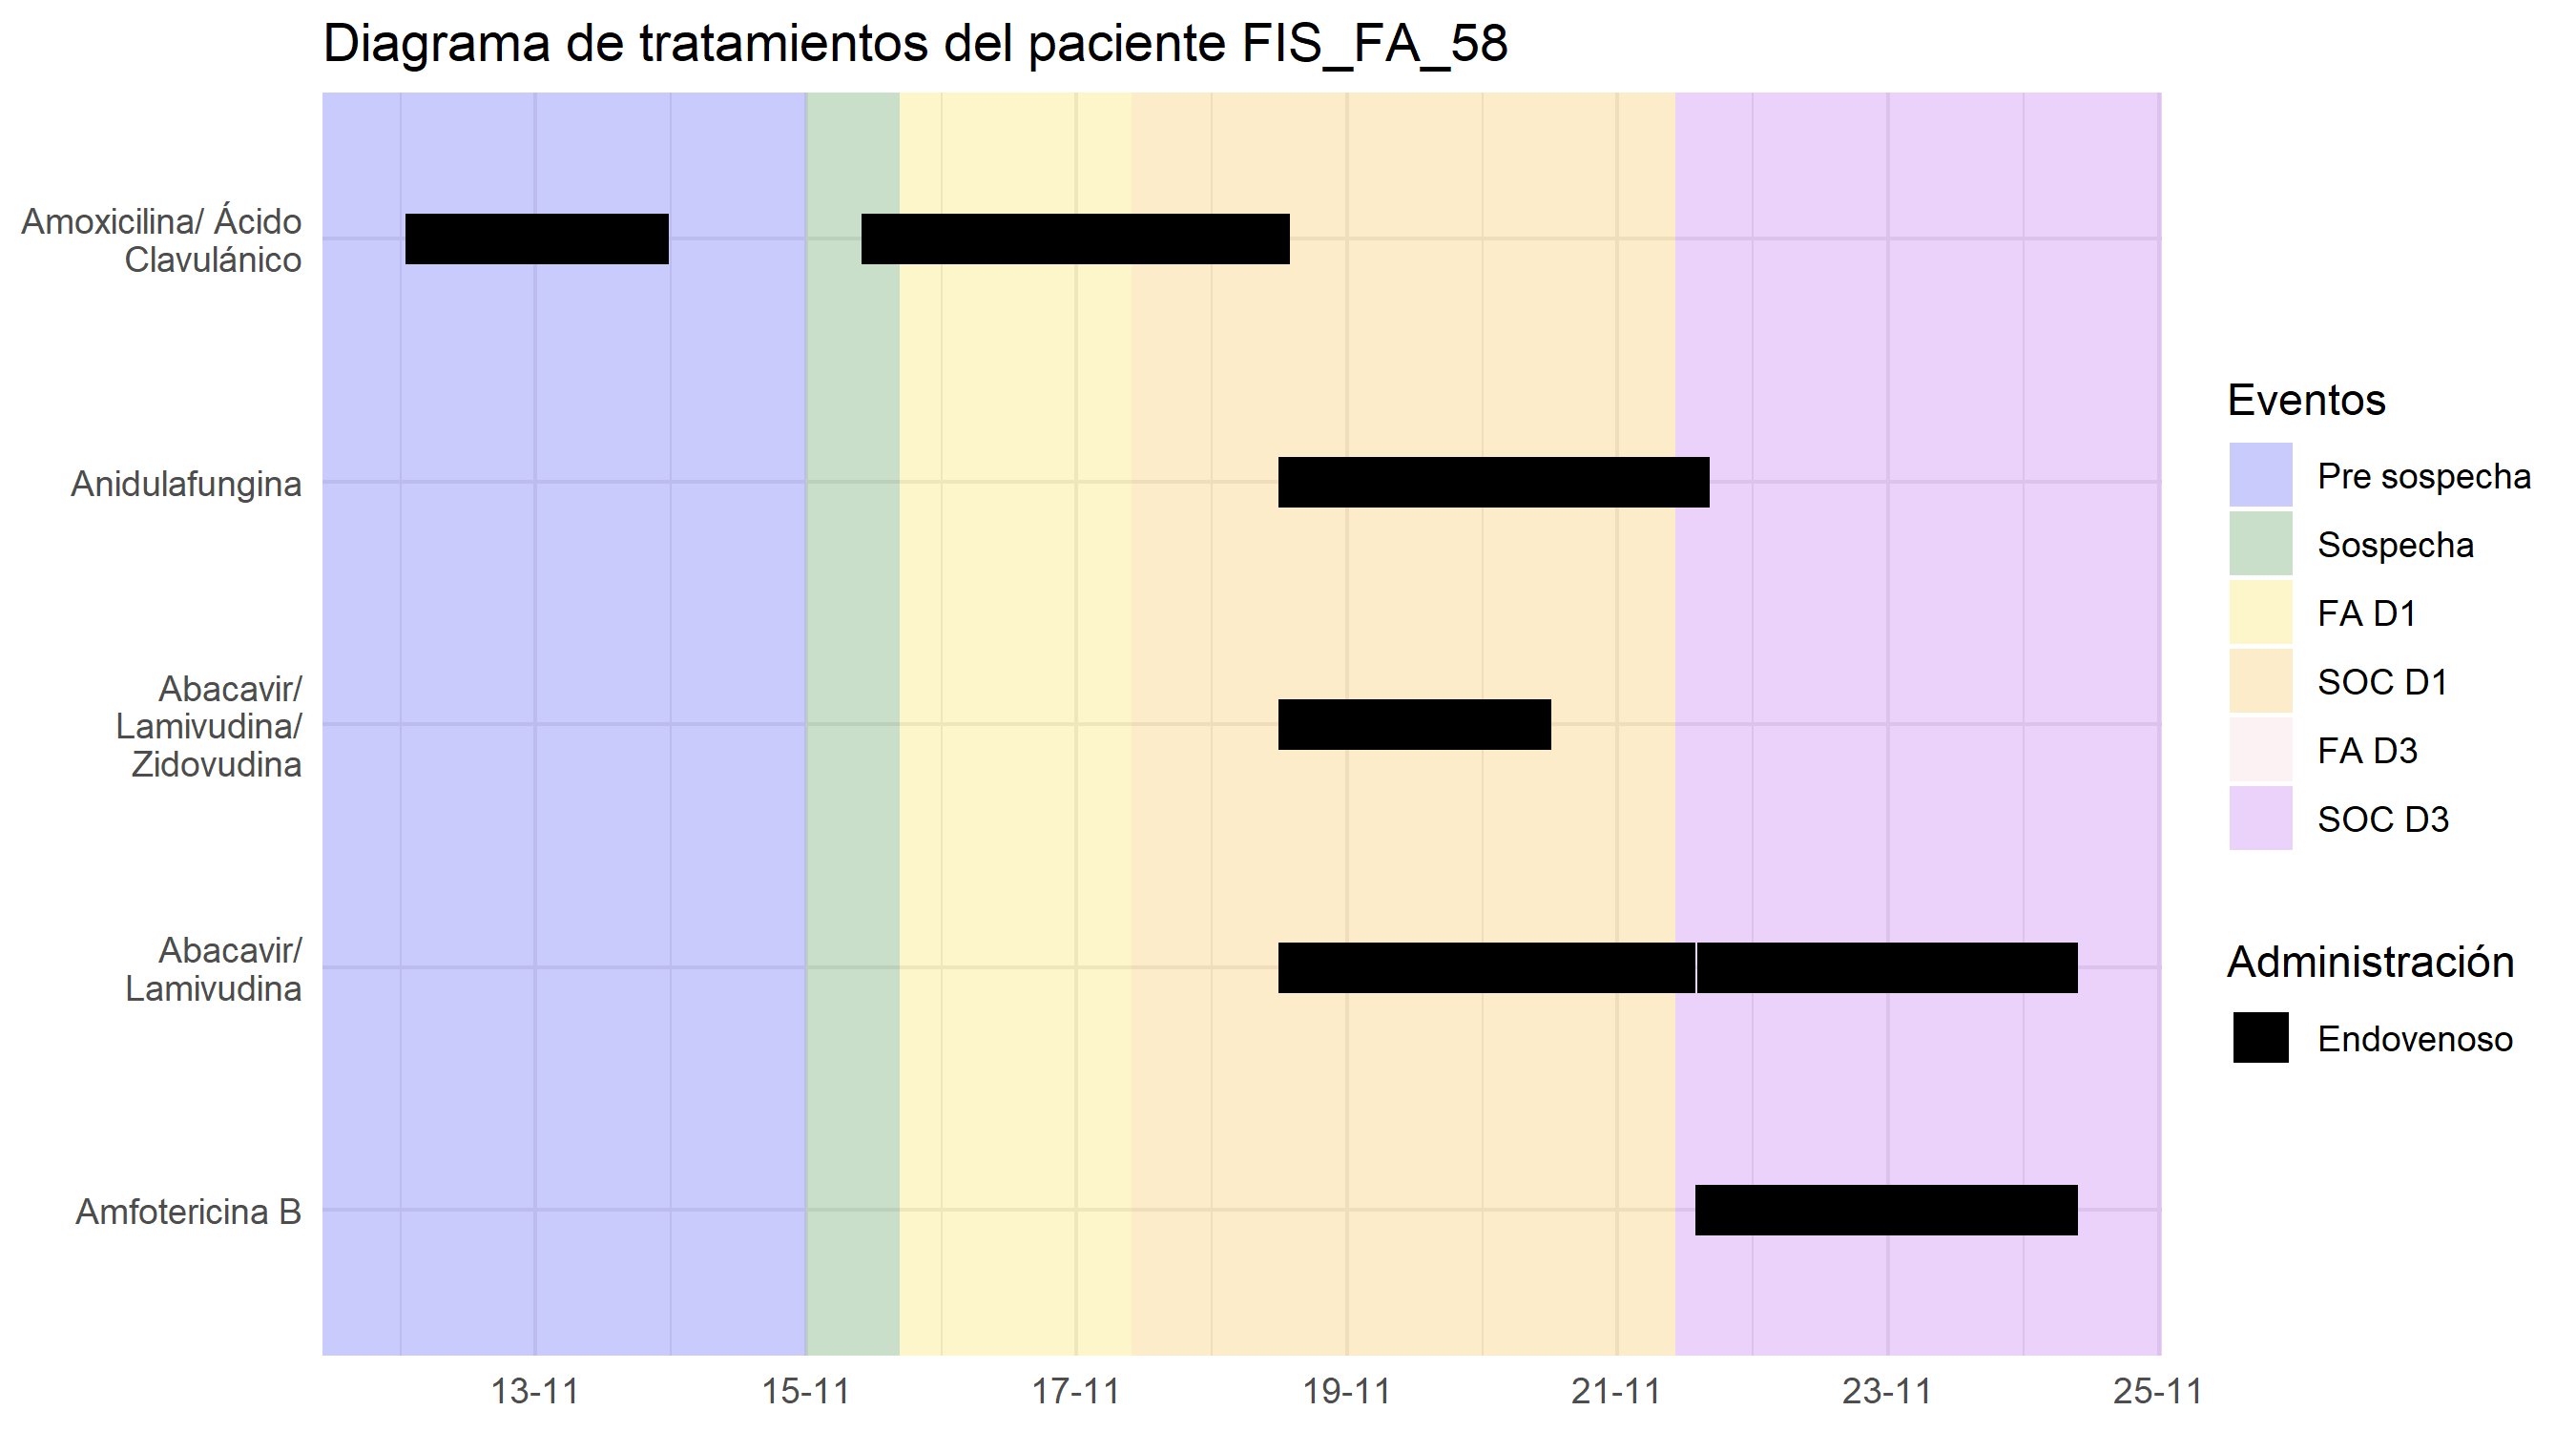 Diagrama de tratamientos del paciente FIS_FA_58
Amoxicilina/ Ácido
Clavulánico
Anidulafungina
Abacavir/
Lamivudina/
Zidovudina
Abacavir/
Lamivudina
Amfotericina B
13-11
15-11
17-11
19-11
21-11
23-11
25-11
Eventos
Pre sospecha
Sospecha
FA D1
SOC D1
FA D3
SOC D3
Administración
Endovenoso